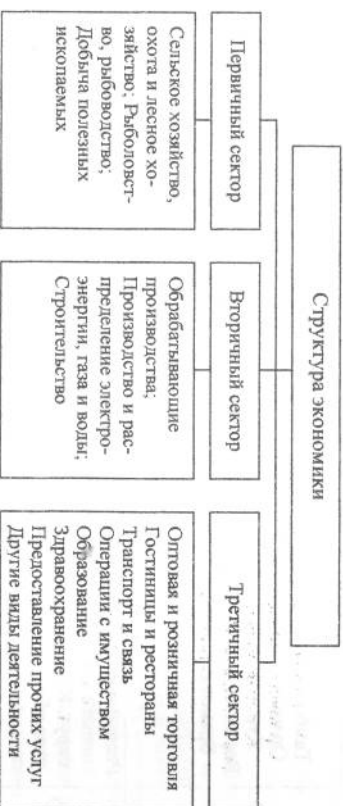 Структура экономики
Первичный сектор
Сельское хозяйство,
охота и лесное хо-
зяйство; Рыболовст-
во, рыбоводство;
Добыча полезных
ископаемых
Вторичный сектор
Обрабатывающие
производства;
Производство и рас-
пределение электро-
энергии, газа и воды;
Строительство
Третичный сектор
Оптовая и розничная торговля
Гостиницы и рестораны
Транспорт и связь
Операции с имуществом
Образование
Здравоохранение
Предоставление прочих услуг
Другие виды деятельности